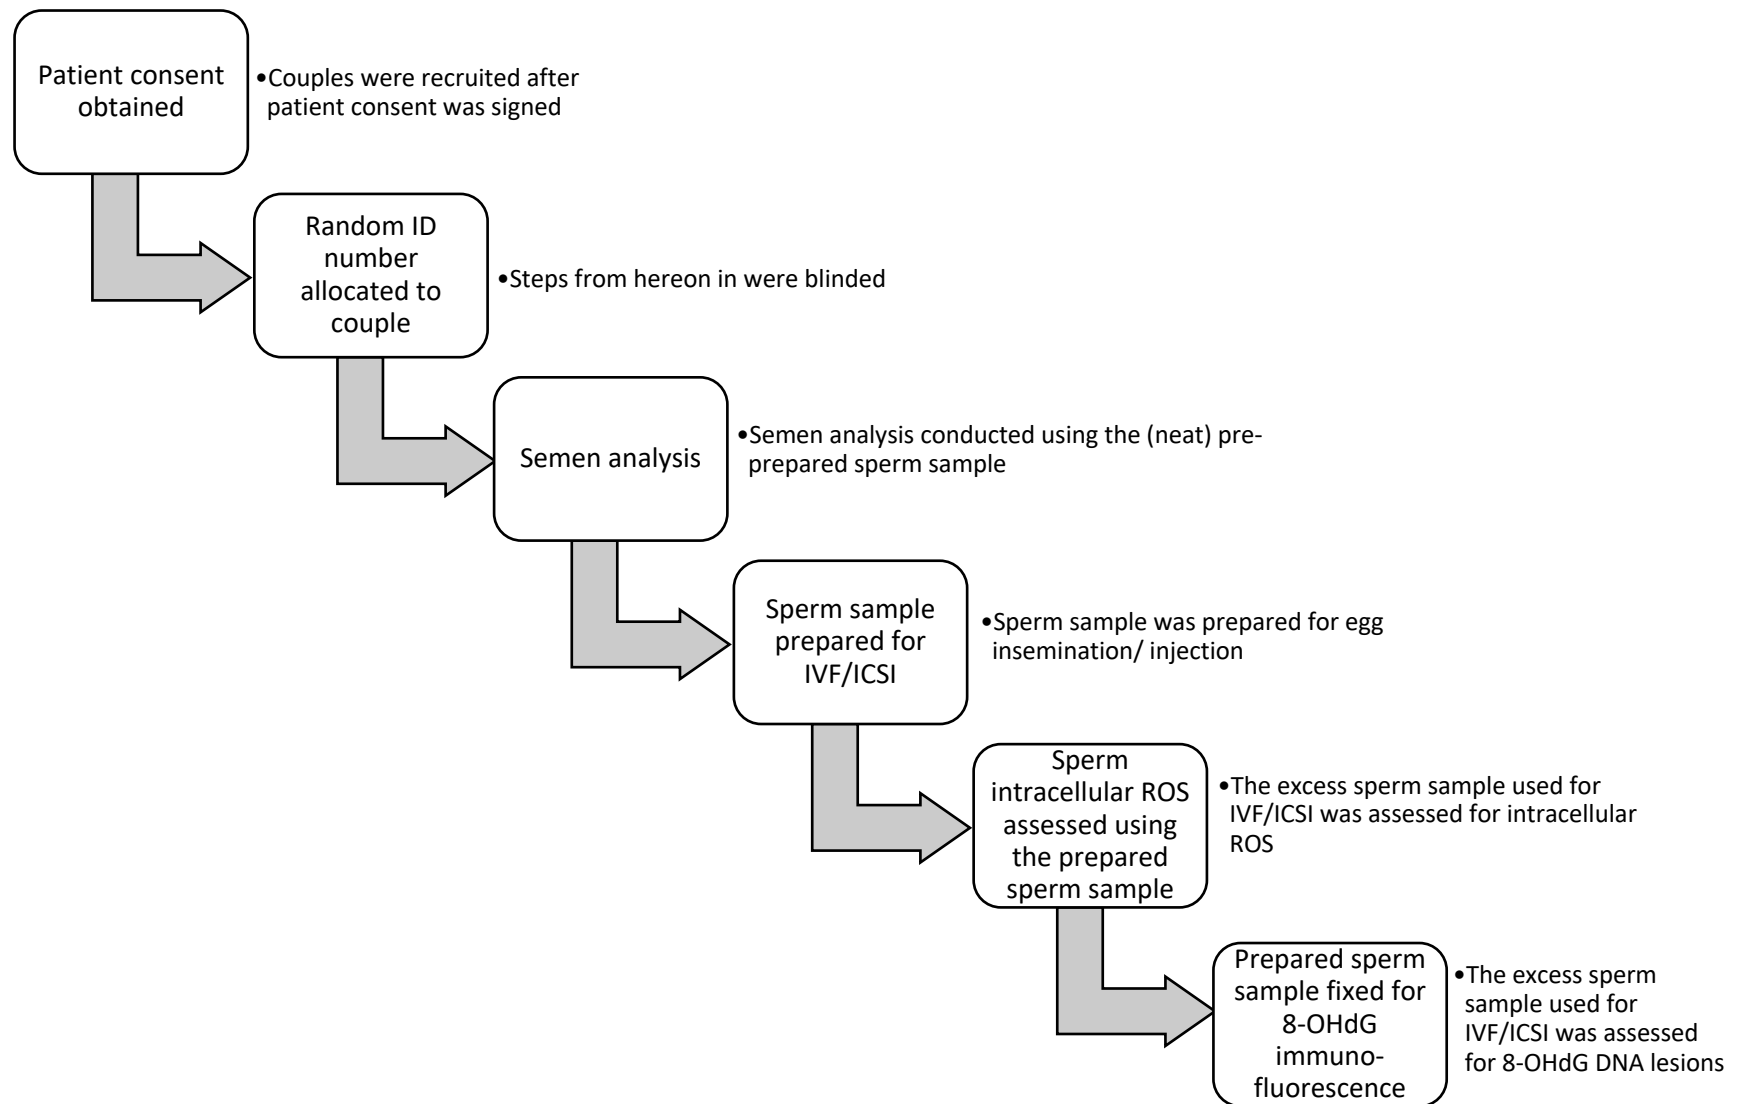 Patient consent
obtained
•Couples were recruited after
patient consent was signed
Random ID
number
allocated to
couple
•Steps from hereon in were blinded
Semen analysis
•Semen analysis conducted using the (neat) pre-
prepared sperm sample
Sperm sample
prepared for
IVF/ICSI
•Sperm sample was prepared for egg
insemination/ injection
Sperm
intracellular ROS
assessed using
the prepared
sperm sample
•The excess sperm sample used for
IVF/ICSI was assessed for intracellular
ROS
Prepared sperm
sample fixed for
8-OHdG
immuno-
fluorescence
•The excess sperm
sample used for
IVF/ICSI was assessed
for 8-OHdG DNA lesions